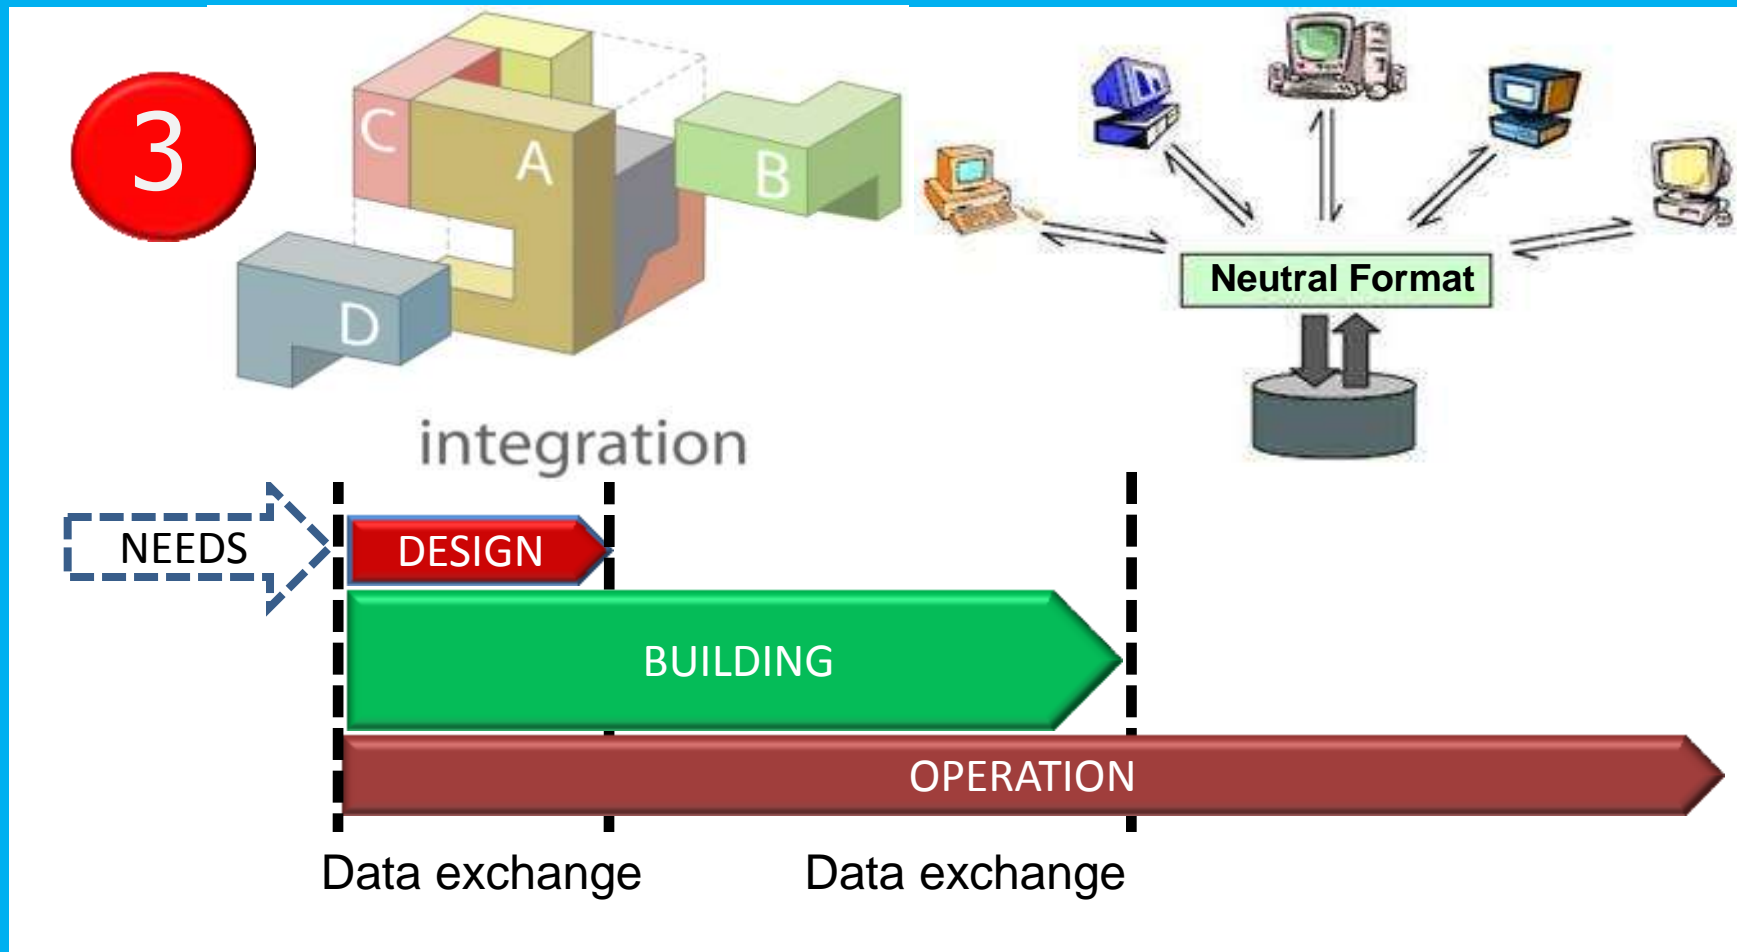 3
C
A
B
D
integration
Neutral Format
NEEDS
DESIGN
BUILDING
OPERATION
Data exchange
Data exchange